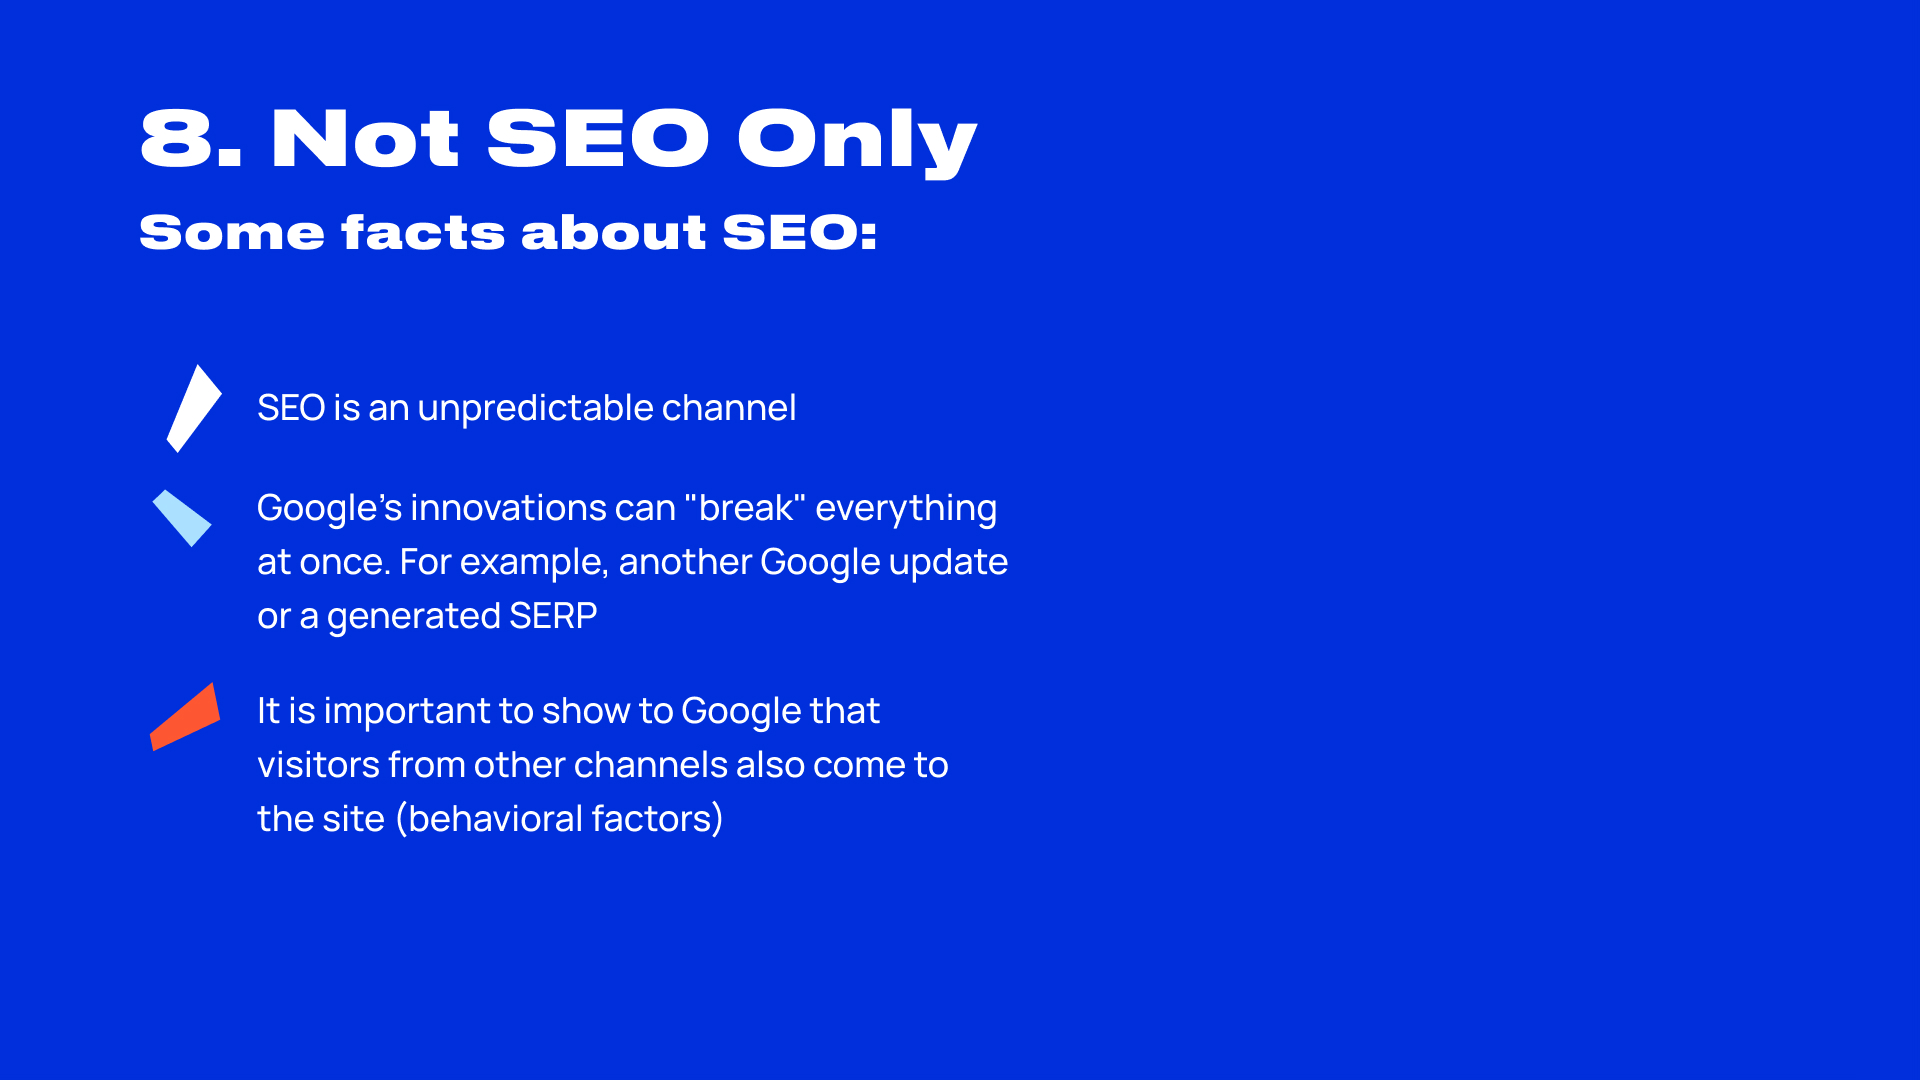 8. Not SEO Only
Some facts about SEO:
SEO is an unpredictable channel
Google’s innovations can "break" everything
at once. For example, another Google update
or a generated SERP
It is important to show to Google that
visitors from other channels also come to
the site (behavioral factors)